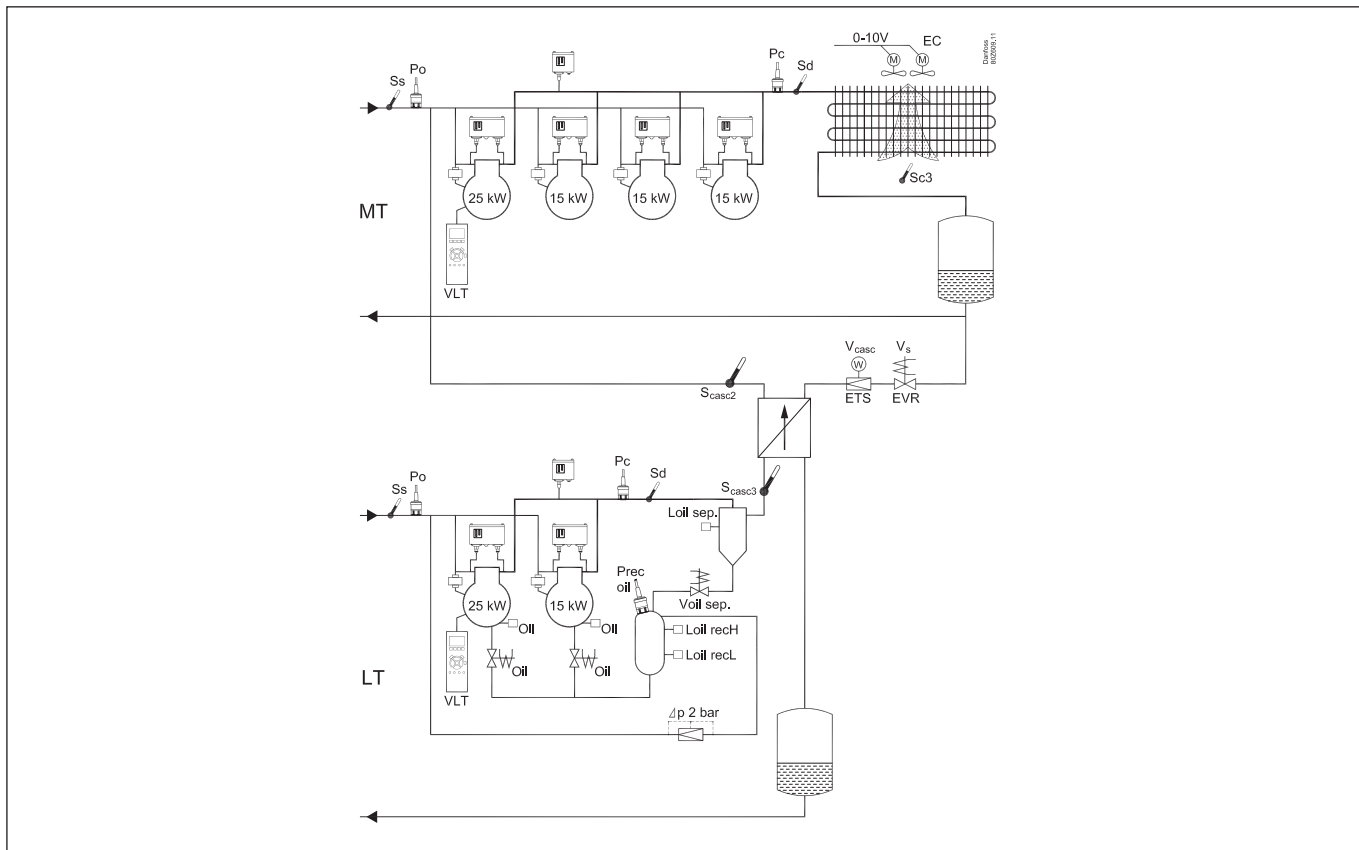 0-10V EC
Danfoss
80Z609.11
Ss Po Pc Sd
Sc3
25 kW 15 kW 15 kW 15 kW
MT
VLT
Vcasc Vs
Scasc2
ETS EVR
Ss Po Pc Sd
Scasc3
Loil sep.
Prec
oil
Voil sep.
25 kW 15 kW
Oil Oil
Loil recH
Loil recL
Oil Oil
LT
VLT
⊿p 2 bar